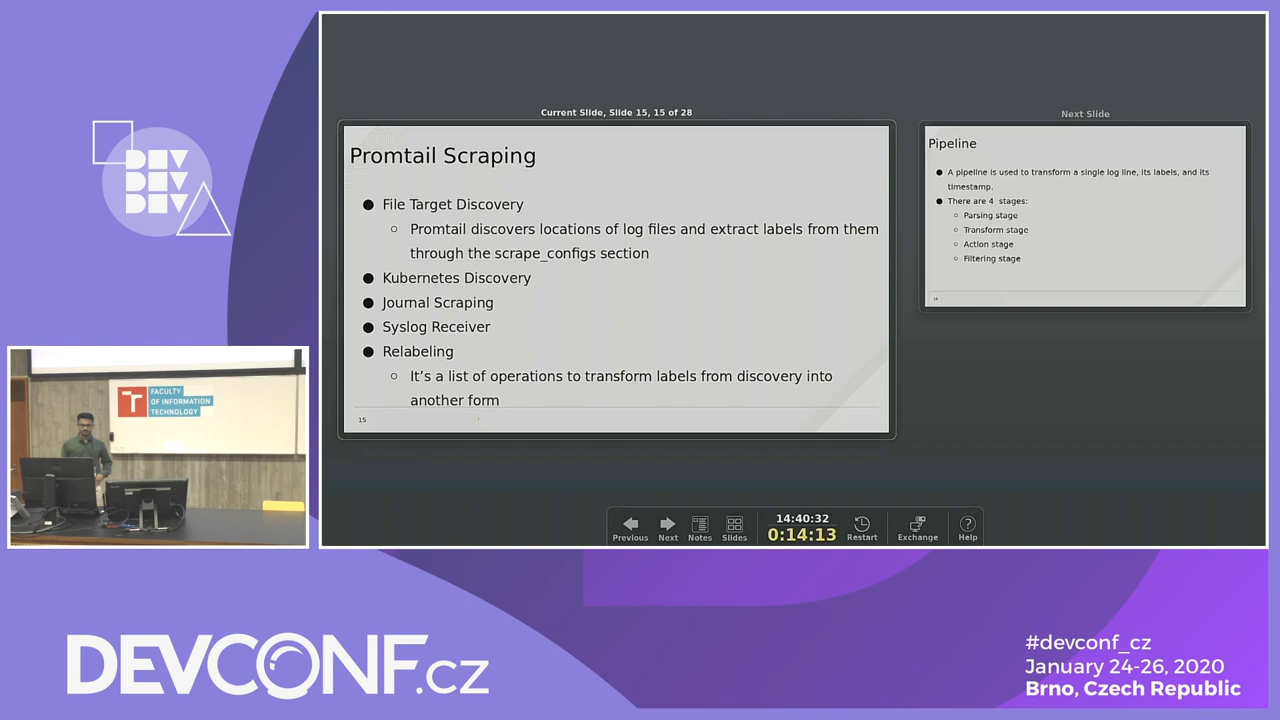 DEV
DEV
DEV
FACULTY
OF INFORMATION
TECHNOLOGY
Current Slide, Slide 15, 15 of 28
Promtail Scraping
● File Target Discovery
○ Promtail discovers locations of log files and extract labels from them
through the scrape_configs section
● Kubernetes Discovery
● Journal Scraping
● Syslog Receiver
● Relabeling
○ It's a list of operations to transform labels from discovery into
another form
15
Next Slide
Pipeline
● A pipeline is used to transform a single log line, its labels, and its
timestamp.
● There are 4 stages:
○ Parsing stage
○ Transform stage
○ Action stage
○ Filtering stage
Previous
Next
Notes
Slides
14:40:32
0:14:13
Restart
Exchange
Help
DEVCONF.cz
#devconf_cz
January 24-26, 2020
Brno, Czech Republic